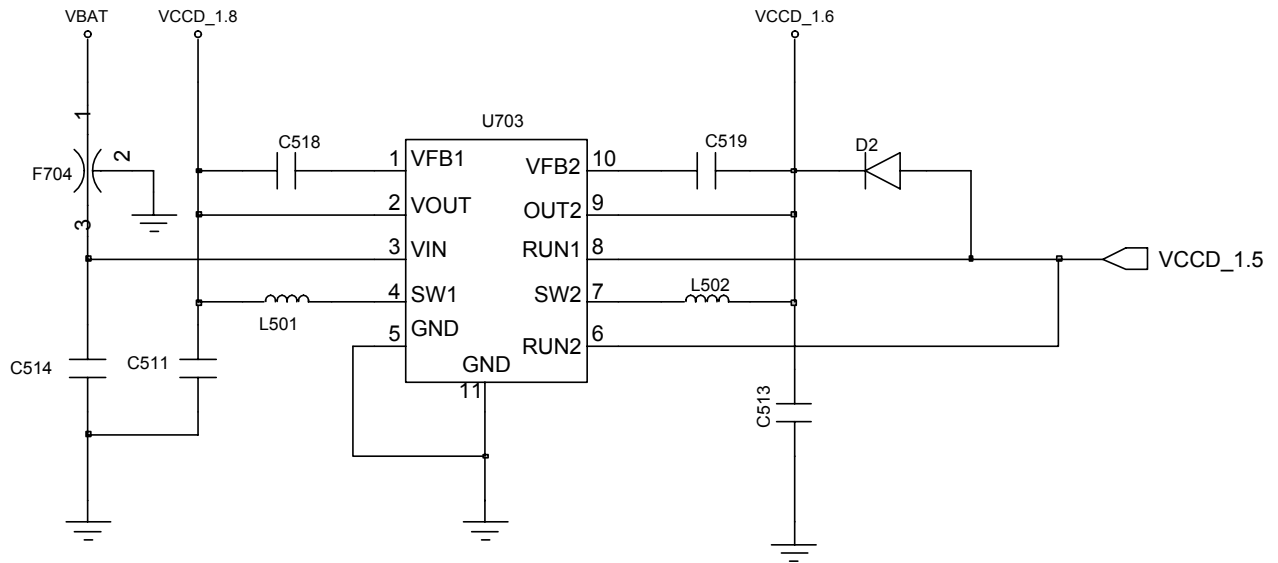 VBAT
VCCD_1.8
VCCD_1.6
U703
1
2
F704
3
C518
C519
D2
1 VFB1
VFB2 10
2 VOUT
OUT2 9
3 VIN
RUN1 8
VCCD_1.5
4 SW1
SW2 7
L501
L502
5 GND
RUN2 6
GND
11
C514
C511
C513